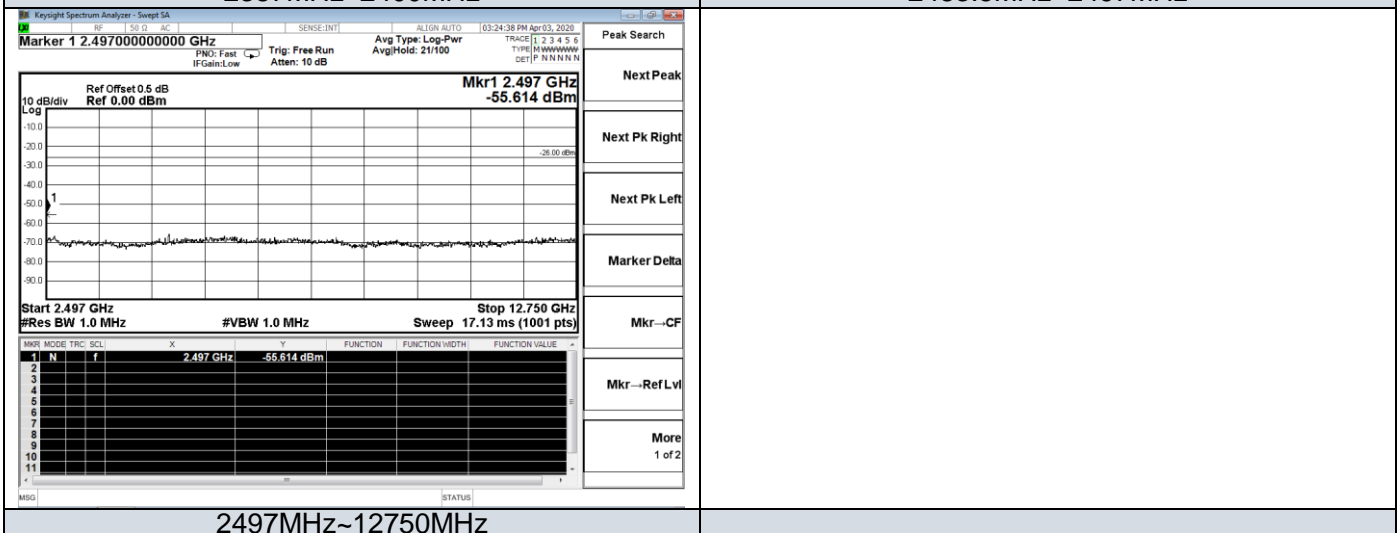 Keysight Spectrum Analyzer - Swept SA
RF 50 Ω AC SENSE:INT ALIGN AUTO 03:24:38 PM Apr 03, 2020
Marker 1 2.497000000000 GHz
PNO: Fast
IFGain:Low
Trig: Free Run
Atten: 10 dB
Avg Type: Log-Pwr
Avg|Hold: 21/100
TRACE 1 2 3 4 5 6
TYPE M WWWWW
DET P NNNNN
Peak Search
Mkr1 2.497 GHz
-55.614 dBm
Ref Offset 0.5 dB
Ref 0.00 dBm
10 dB/div
Log
-10.0
-20.0
-30.0
-40.0
-50.0
-60.0
-70.0
-80.0
-90.0
-26.00 dBm
1
Start 2.497 GHz
Stop 12.750 GHz
#Res BW 1.0 MHz
#VBW 1.0 MHz
Sweep 17.13 ms (1001 pts)
MKR MODE TRC SCL X Y FUNCTION FUNCTION WIDTH FUNCTION VALUE
1 N f 2.497 GHz -55.614 dBm
2
3
4
5
6
7
8
9
10
11
MSG
STATUS
Next Peak
Next Pk Right
Next Pk Left
Marker Delta
Mkr→CF
Mkr→Ref Lvl
More
1 of 2
2497MHz~12750MHz